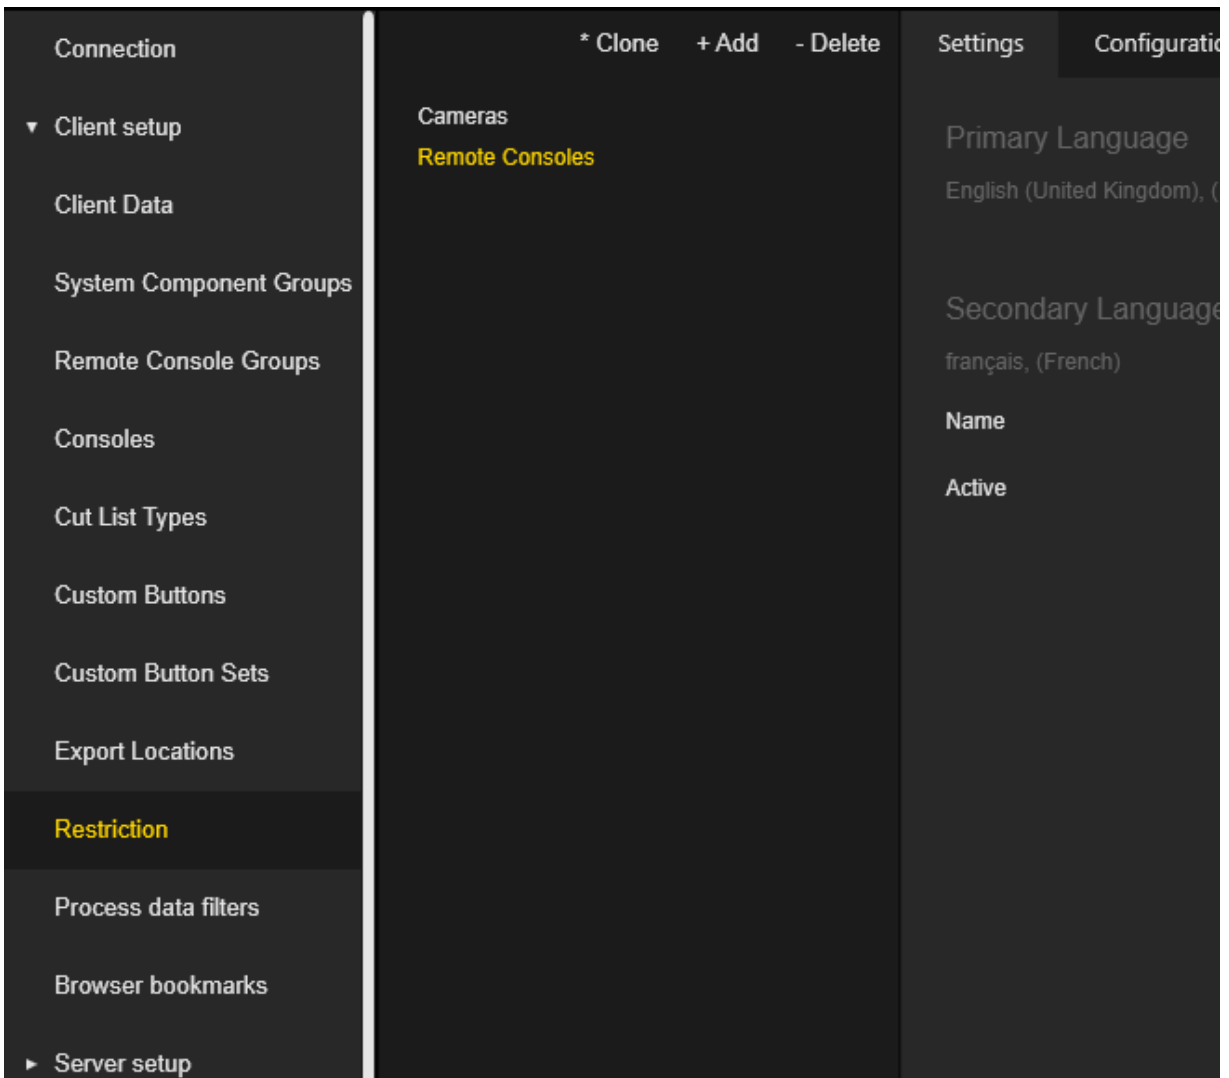 Connection
▾ Client setup
Client Data
System Component Groups
Remote Console Groups
Consoles
Cut List Types
Custom Buttons
Custom Button Sets
Export Locations
Restriction
Process data filters
Browser bookmarks
▸ Server setup
* Clone + Add - Delete
Cameras
Remote Consoles
Settings Configuratio
Primary Language
English (United Kingdom), (
Secondary Language
français, (French)
Name
Active